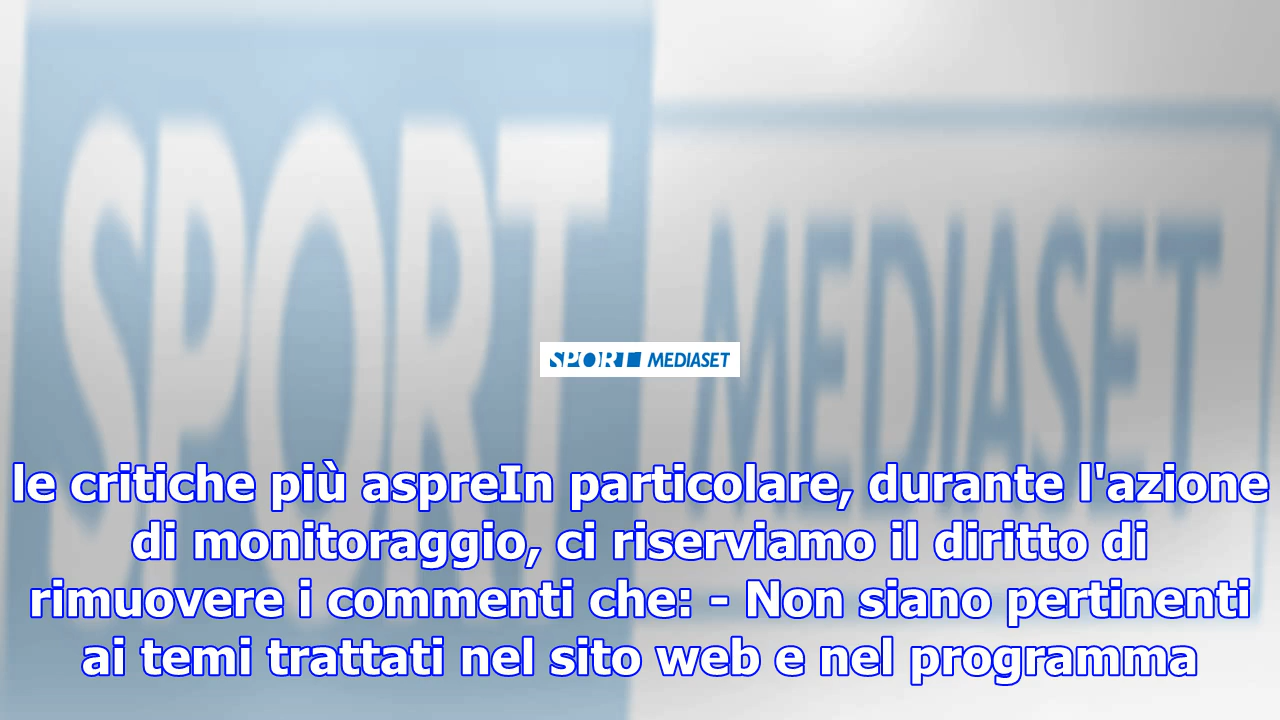 SPORT MEDIASET
SPORT MEDIASET
le critiche più aspreIn particolare, durante l'azione
di monitoraggio, ci riserviamo il diritto di
rimuovere i commenti che: - Non siano pertinenti
ai temi trattati nel sito web e nel programma